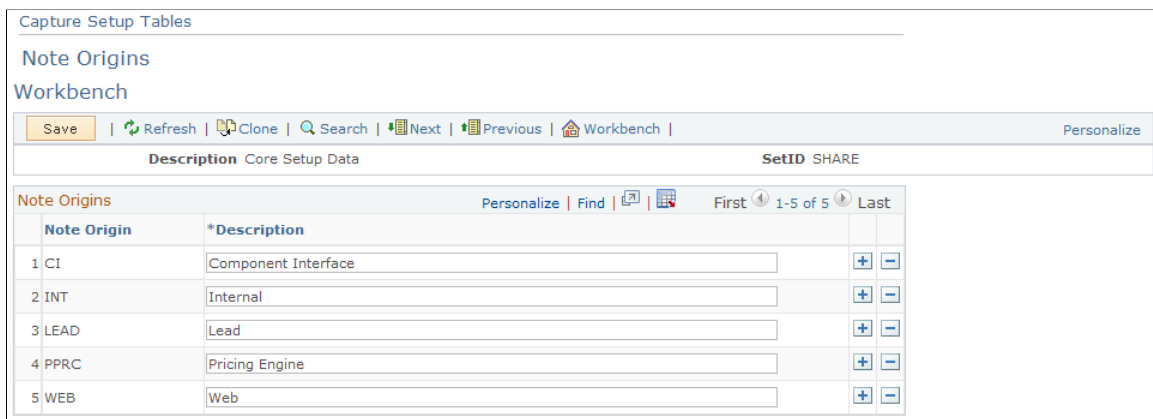 Capture Setup Tables
Note Origins
Workbench
Save | Refresh | Clone | Search | Next | Previous | Workbench | Personalize
Description Core Setup Data SetID SHARE
Note Origins Personalize | Find | | First 1-5 of 5 Last
Note Origin *Description
1 CI Component Interface
2 INT Internal
3 LEAD Lead
4 PPRC Pricing Engine
5 WEB Web